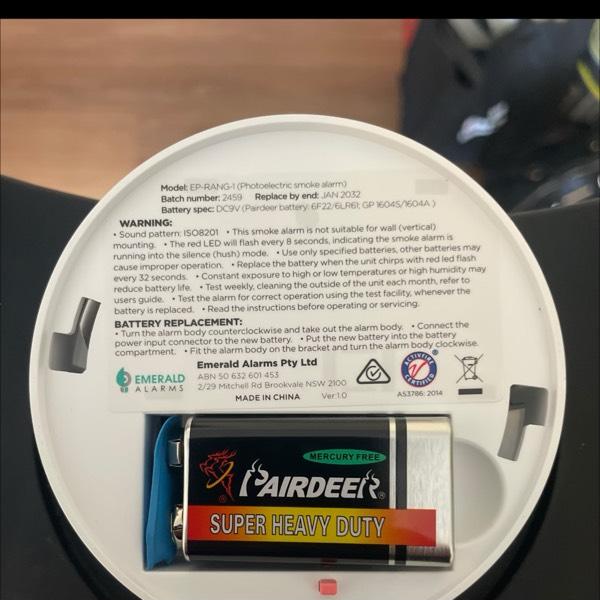 Model: EP-RANG-1 (Photoelectric smoke alarm)
Batch number: 2459 Replace by end: JAN 2032
Battery spec: DC9V (Pairdeer battery: 6F22/6LR61; GP 1604S/1604A )
WARNING:
• Sound pattern: ISO8201 • This smoke alarm is not suitable for wall (vertical)
mounting. • The red LED will flash every 8 seconds, indicating the smoke alarm is
running into the silence (hush) mode. • Use only specified batteries, other batteries may
cause improper operation. • Replace the battery when the unit chirps with red led flash
every 32 seconds. • Constant exposure to high or low temperatures or high humidity may
reduce battery life. • Test weekly, cleaning the outside of the unit each month, refer to
users guide. • Test the alarm for correct operation using the test facility, whenever the
battery is replaced. • Read the instructions before operating or servicing.
BATTERY REPLACEMENT:
• Turn the alarm body counterclockwise and take out the alarm body. • Connect the
power input connector to the new battery. • Put the new battery into the battery
compartment. • Fit the alarm body on the bracket and turn the alarm body clockwise.
EMERALD
ALARMS
Emerald Alarms Pty Ltd
ABN 50 632 601 453
2/29 Mitchell Rd Brookvale NSW 2100
MADE IN CHINA Ver:1.0
ACTIVFIRE
CERTIFIED
AS3786: 2014
MERCURY FREE
PAIRDEER®
SUPER HEAVY DUTY